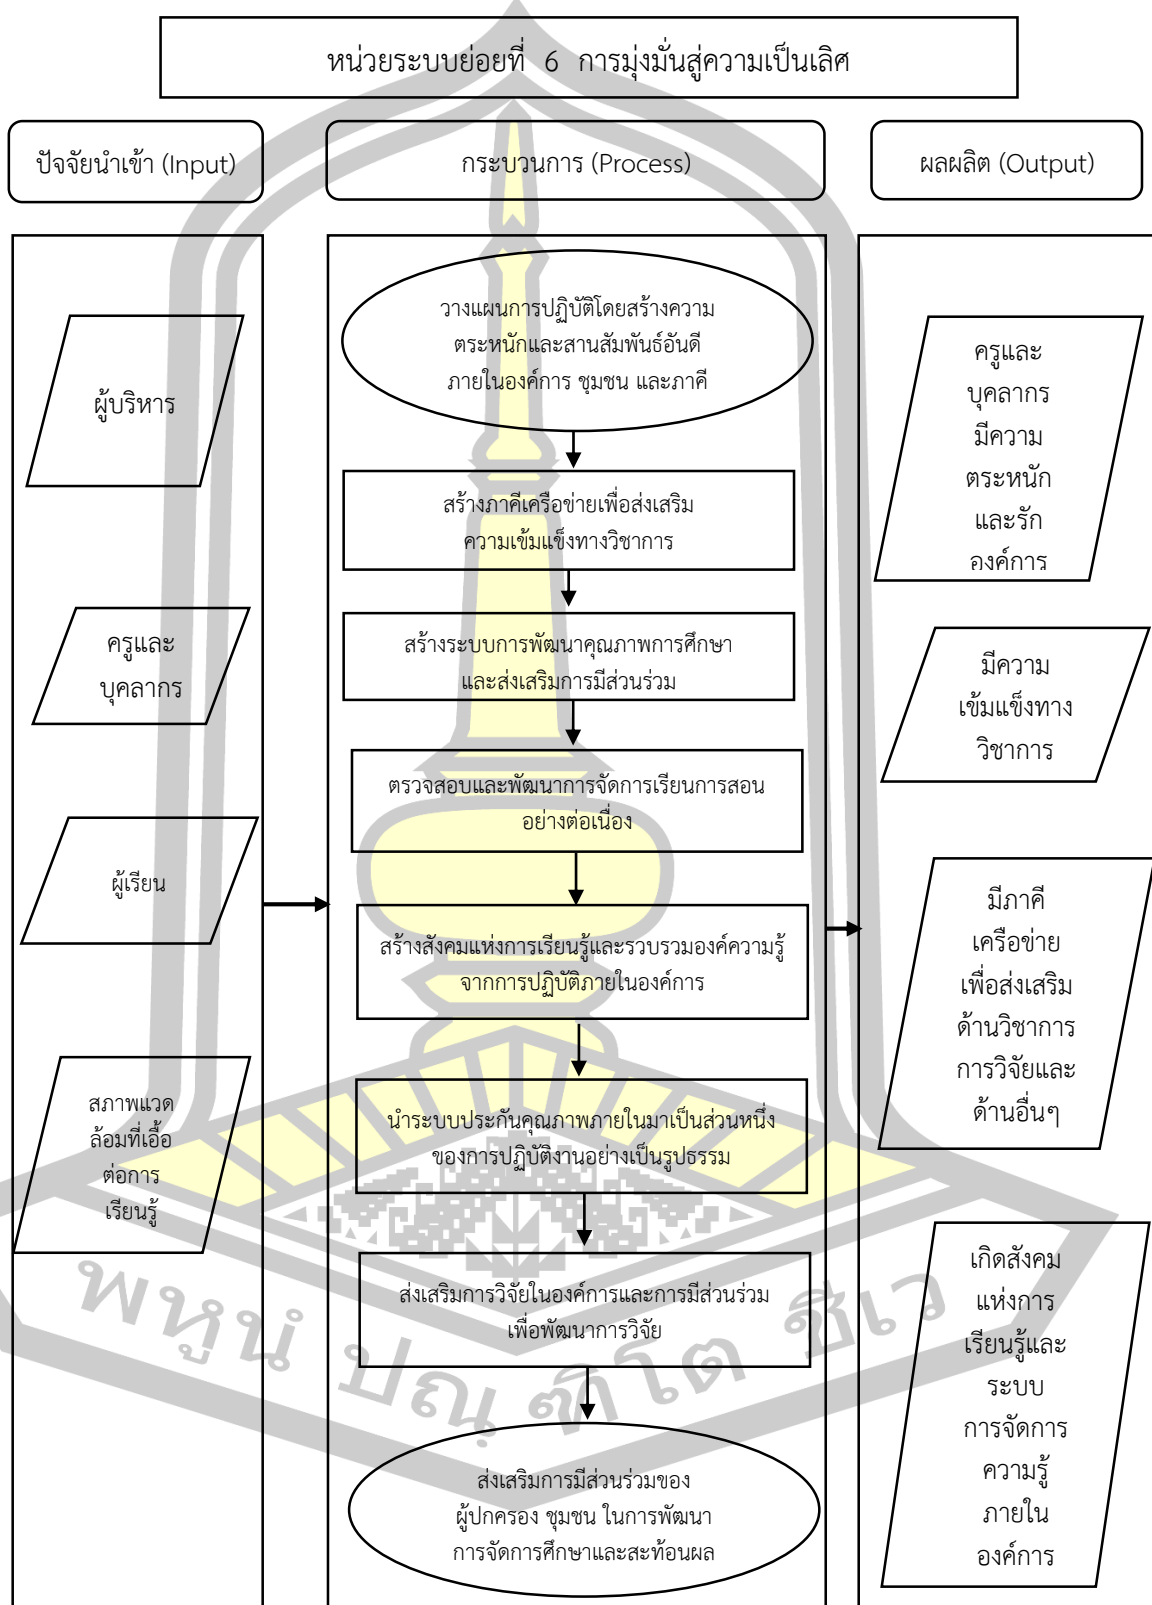 หน่วยระบบย่อยที่ 6 การมุ่งมั่นสู่ความเป็นเลิศ
ปัจจัยนำเข้า (Input)
กระบวนการ (Process)
ผลผลิต (Output)
ผู้บริหาร
ครูและ
บุคลากร
ผู้เรียน
สภาพแวด
ล้อมที่เอื้อ
ต่อการ
เรียนรู้
วางแผนการปฏิบัติโดยสร้างความ
ตระหนักและสานสัมพันธ์อันดี
ภายในองค์การ ชุมชน และภาคี
สร้างภาคีเครือข่ายเพื่อส่งเสริม
ความเข้มแข็งทางวิชาการ
สร้างระบบการพัฒนาคุณภาพการศึกษา
และส่งเสริมการมีส่วนร่วม
ตรวจสอบและพัฒนาการจัดการเรียนการสอน
อย่างต่อเนื่อง
สร้างสังคมแห่งการเรียนรู้และรวบรวมองค์ความรู้
จากการปฏิบัติภายในองค์การ
นำระบบประกันคุณภาพภายในมาเป็นส่วนหนึ่ง
ของการปฏิบัติงานอย่างเป็นรูปธรรม
ส่งเสริมการวิจัยในองค์การและการมีส่วนร่วม
เพื่อพัฒนาการวิจัย
ส่งเสริมการมีส่วนร่วมของ
ผู้ปกครอง ชุมชน ในการพัฒนา
การจัดการศึกษาและสะท้อนผล
ครูและ
บุคลากร
มีความ
ตระหนัก
และรัก
องค์การ
มีความ
เข้มแข็งทาง
วิชาการ
มีภาคี
เครือข่าย
เพื่อส่งเสริม
ด้านวิชาการ
การวิจัยและ
ด้านอื่นๆ
เกิดสังคม
แห่งการ
เรียนรู้และ
ระบบ
การจัดการ
ความรู้
ภายใน
องค์การ
พหูนํ ปณฺฑิโต ชีเว